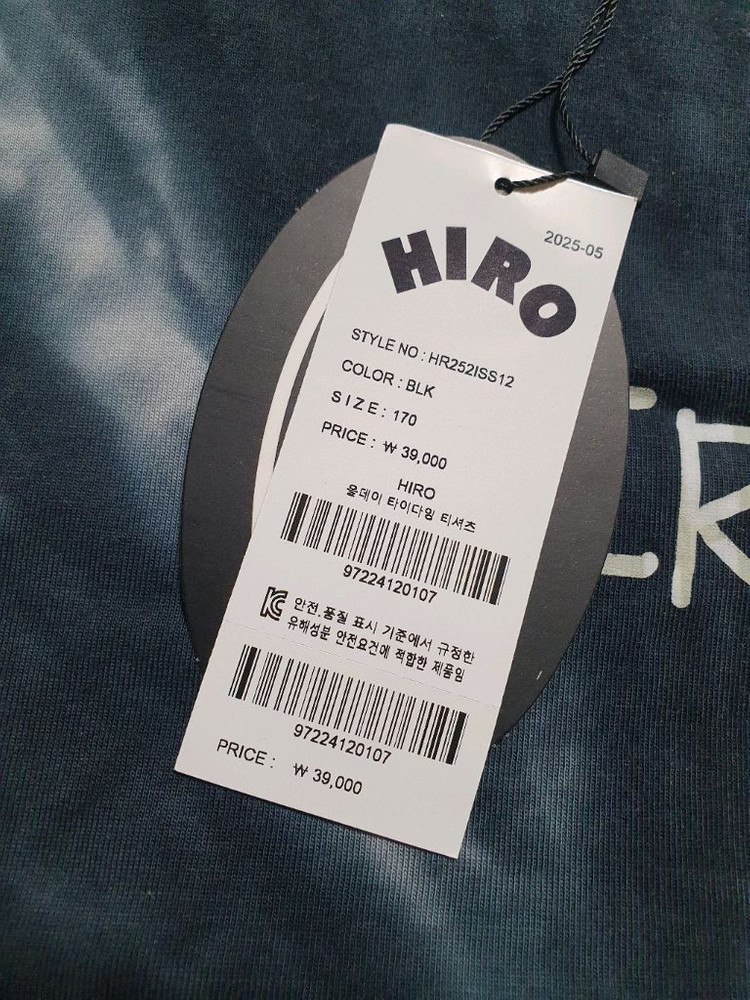 2025-05
HIRO
STYLE NO : HR252ISS12
COLOR : BLK
SIZE : 170
PRICE : ₩ 39,000
HIRO
올데이 타이다잉 티셔츠
97224120107
안전.품질 표시 기준에서 규정한
유해성분 안전요건에 적합한 제품임
97224120107
PRICE : ₩ 39,000